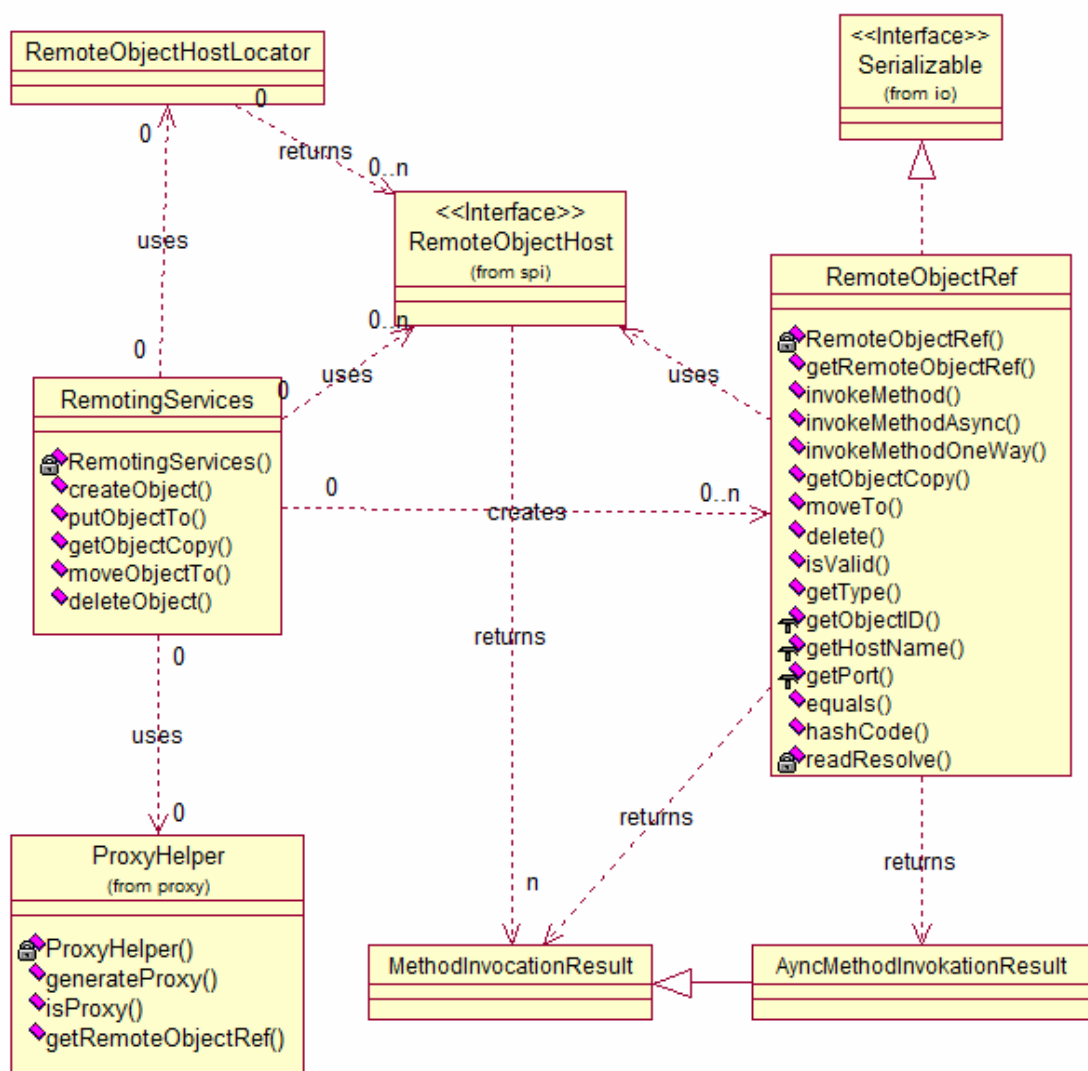 RemoteObjectHostLocator
<<Interface>>
Serializable
(from io)
0
0
0
returns
0..n
<<Interface>>
RemoteObjectHost
(from spi)
uses
0..n
0
RemotingServices
RemotingServices()
createObject()
putObjectTo()
getObjectCopy()
moveObjectTo()
deleteObject()
0
uses
uses
RemoteObjectRef
RemoteObjectRef()
getRemoteObjectRef()
invokeMethod()
invokeMethodAsync()
invokeMethodOneWay()
getObjectCopy()
moveTo()
delete()
isValid()
getType()
getObjectID()
getHostName()
getPort()
equals()
hashCode()
readResolve()
0
creates
0..n
returns
0
uses
0
ProxyHelper
(from proxy)
ProxyHelper()
generateProxy()
isProxy()
getRemoteObjectRef()
n
returns
returns
MethodInvocationResult
AyncMethodInvokationResult